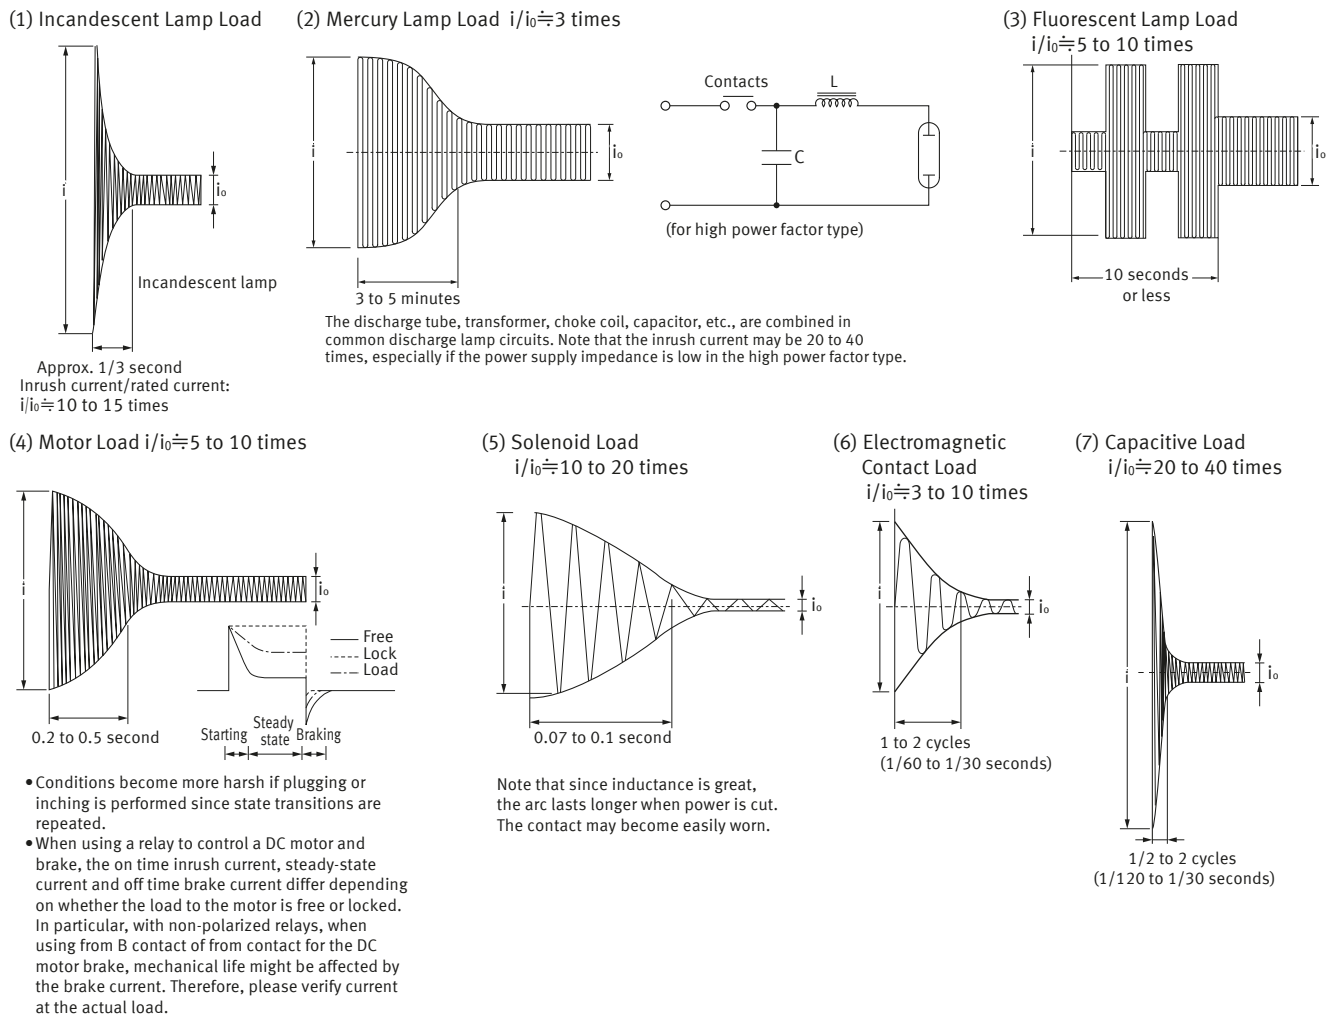 (1) Incandescent Lamp Load
i
i₀
Incandescent lamp
Approx. 1/3 second
Inrush current/rated current:
i/i₀≒10 to 15 times
(2) Mercury Lamp Load i/i₀≒3 times
i
i₀
3 to 5 minutes
Contacts
L
C
(for high power factor type)
The discharge tube, transformer, choke coil, capacitor, etc., are combined in
common discharge lamp circuits. Note that the inrush current may be 20 to 40
times, especially if the power supply impedance is low in the high power factor type.
(3) Fluorescent Lamp Load
i/i₀≒5 to 10 times
i
i₀
10 seconds
or less
(4) Motor Load i/i₀≒5 to 10 times
i
i₀
0.2 to 0.5 second
Free
Lock
Load
Starting
Steady
state
Braking
•Conditions become more harsh if plugging or
inching is performed since state transitions are
repeated.
•When using a relay to control a DC motor and
brake, the on time inrush current, steady-state
current and off time brake current differ depending
on whether the load to the motor is free or locked.
In particular, with non-polarized relays, when
using from B contact of from contact for the DC
motor brake, mechanical life might be affected by
the brake current. Therefore, please verify current
at the actual load.
(5) Solenoid Load
i/i₀≒10 to 20 times
i
i₀
0.07 to 0.1 second
Note that since inductance is great,
the arc lasts longer when power is cut.
The contact may become easily worn.
(6) Electromagnetic
Contact Load
i/i₀≒3 to 10 times
i
i₀
1 to 2 cycles
(1/60 to 1/30 seconds)
(7) Capacitive Load
i/i₀≒20 to 40 times
i
i₀
1/2 to 2 cycles
(1/120 to 1/30 seconds)